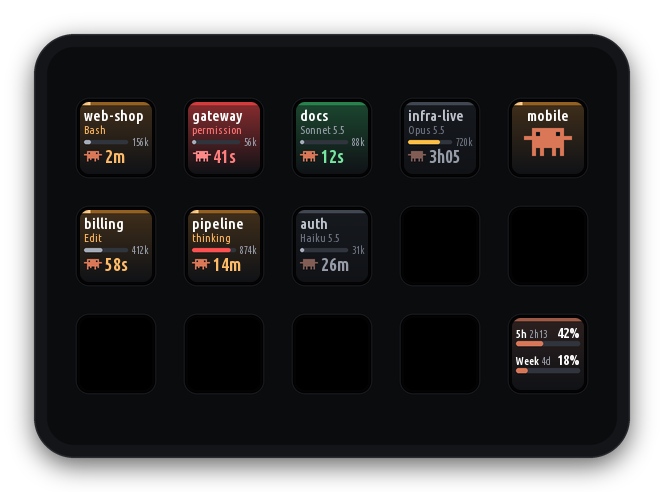 web-shop
Bash
156k
2m
gateway
permission
56k
41s
docs
Sonnet 5.5
88k
12s
infra-live
Opus 5.5
720k
3h05
mobile
billing
Edit
412k
58s
pipeline
thinking
874k
14m
auth
Haiku 5.5
31k
26m
5h 2h13 42%
Week 4d 18%